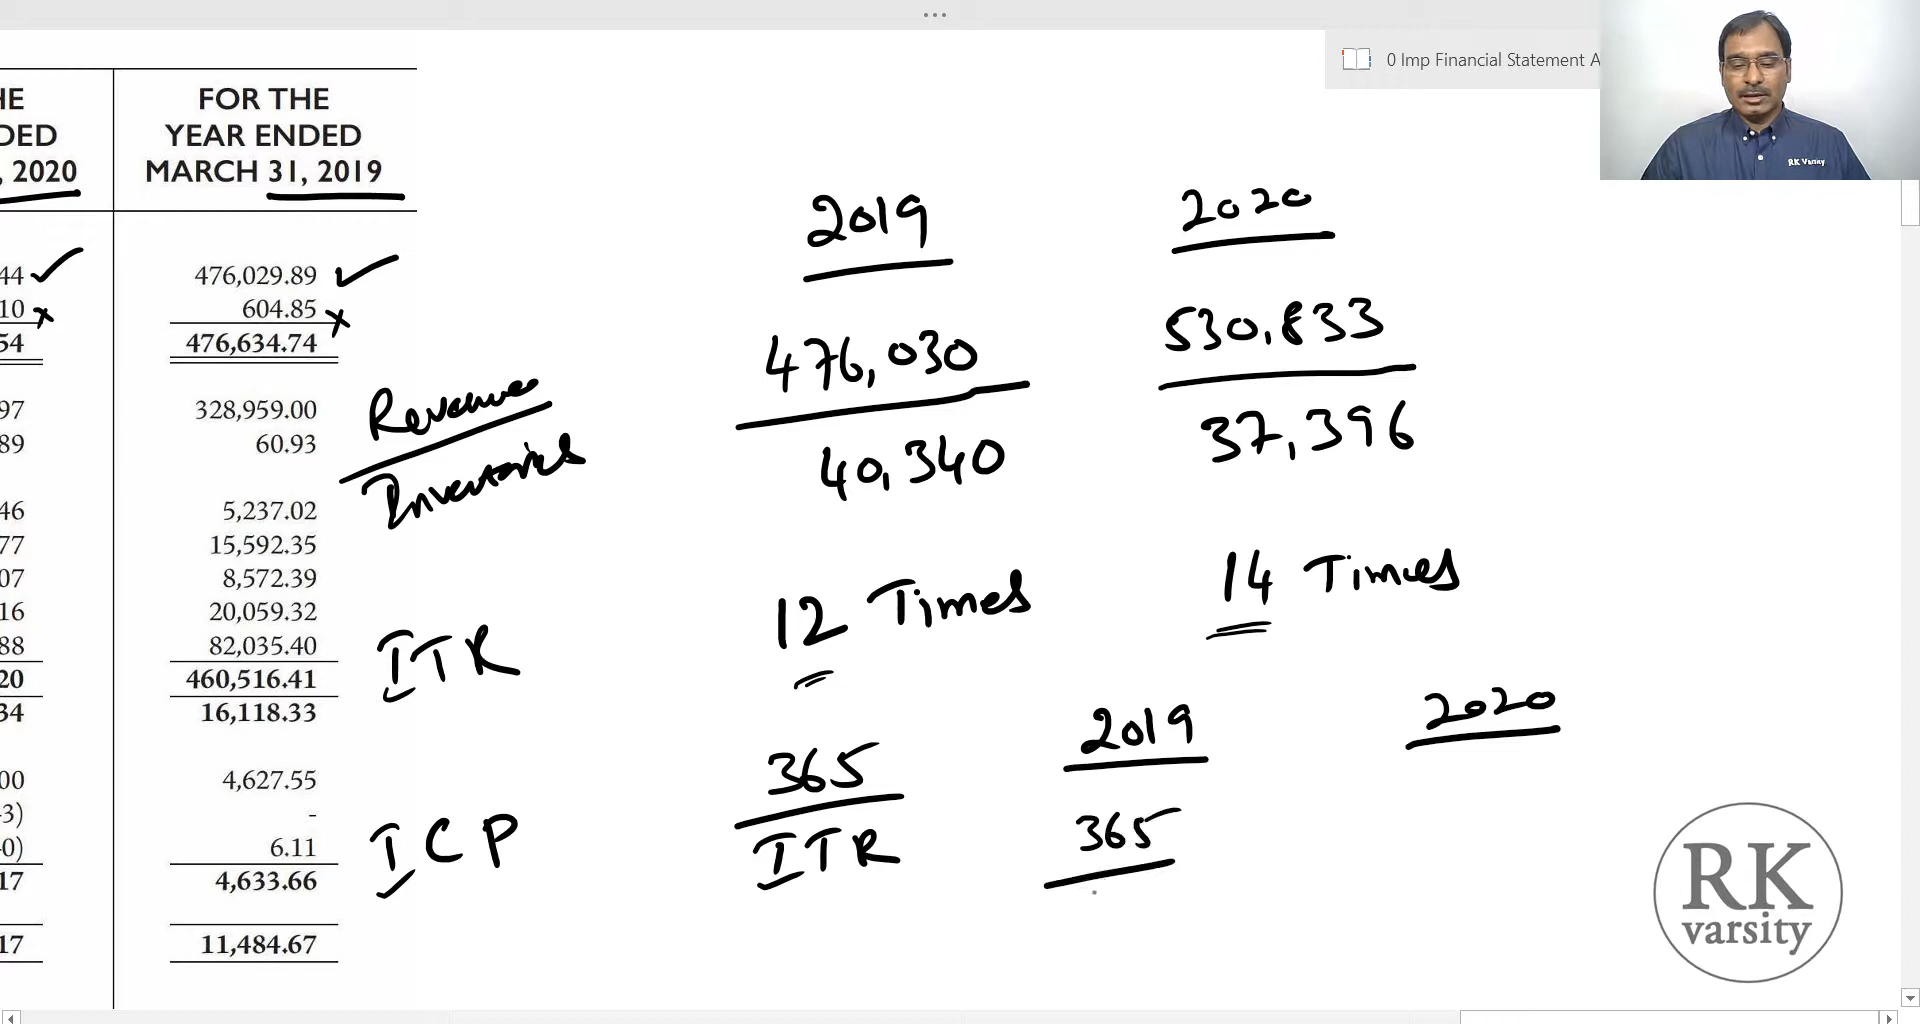 0 Imp Financial Statement A
RK Varsity
HE
DED
, 2020
44
10
54
97
89
46
77
07
16
88
20
34
00
3)
0)
17
17
FOR THE
YEAR ENDED
MARCH 31, 2019
476,029.89
604.85
476,634.74
328,959.00
60.93
5,237.02
15,592.35
8,572.39
20,059.32
82,035.40
460,516.41
16,118.33
4,627.55
-
6.11
4,633.66
11,484.67
2019 2020
Revenue 476,030 530,833
Inventories 40,340 37,396
ITR 12 Times 14 Times
2019 2020
ICP 365 365
ITR
RK
varsity